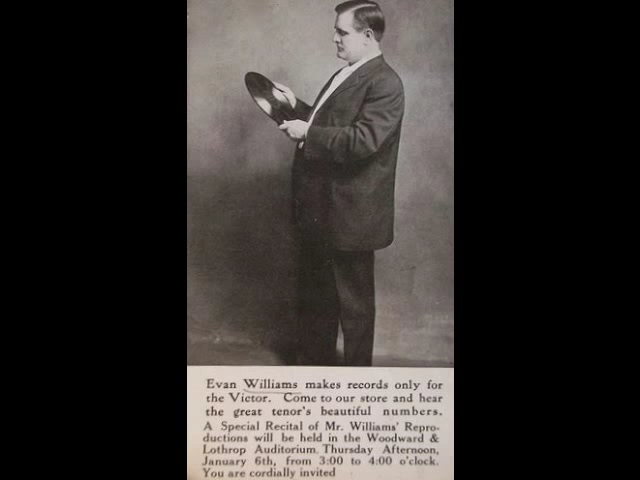 Evan Williams makes records only for
the Victor. Come to our store and hear
the great tenor's beautiful numbers.
A Special Recital of Mr. Williams' Repro-
ductions will be held in the Woodward &
Lothrop Auditorium, Thursday Afternoon,
January 6th, from 3:00 to 4:00 o'clock.
You are cordially invited